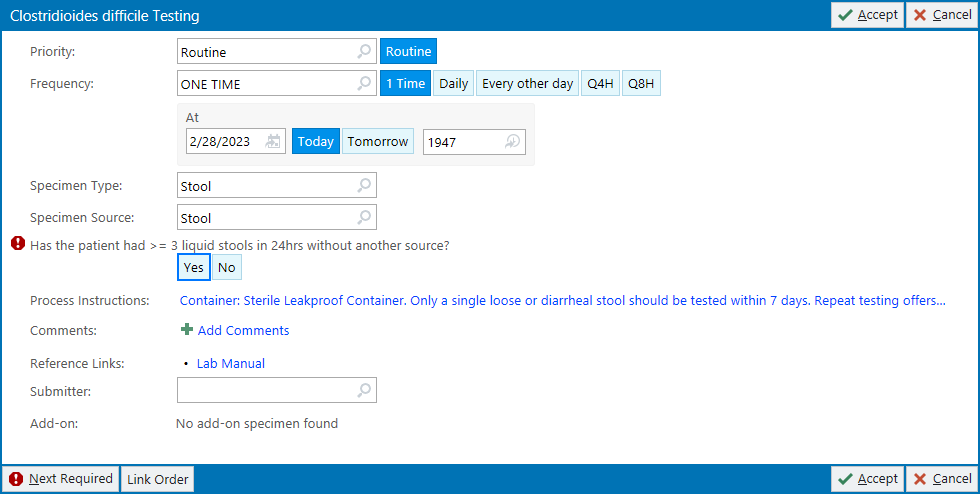 Clostridioides difficile Testing Accept Cancel
Priority: Routine Routine
Frequency: ONE TIME 1 Time Daily Every other day Q4H Q8H
At
2/28/2023 Today Tomorrow 1947
Specimen Type: Stool
Specimen Source: Stool
Has the patient had >= 3 liquid stools in 24hrs without another source?
Yes No
Process Instructions: Container: Sterile Leakproof Container. Only a single loose or diarrheal stool should be tested within 7 days. Repeat testing offers...
Comments: Add Comments
Reference Links: • Lab Manual
Submitter:
Add-on: No add-on specimen found
Next Required Link Order Accept Cancel